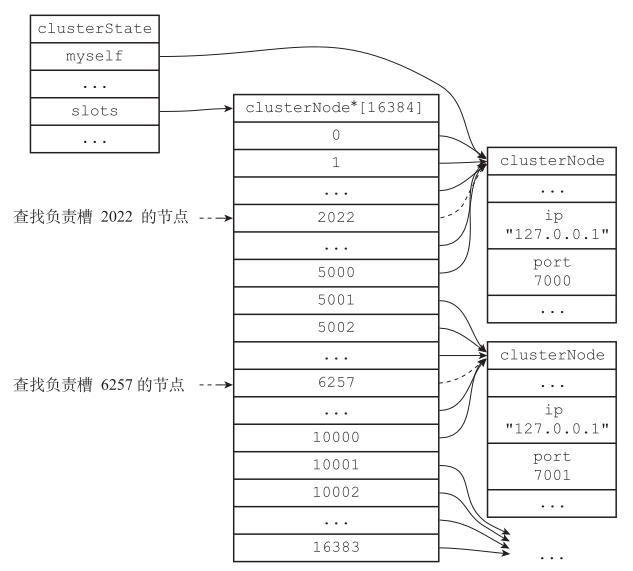 clusterState
myself
...
slots
...
clusterNode*[16384]
0
1
...
2022
...
5000
5001
5002
...
6257
...
10000
10001
10002
...
16383
查找负责槽 2022 的节点
查找负责槽 6257 的节点
clusterNode
...
ip
"127.0.0.1"
port
7000
...
clusterNode
...
ip
"127.0.0.1"
port
7001
...
...